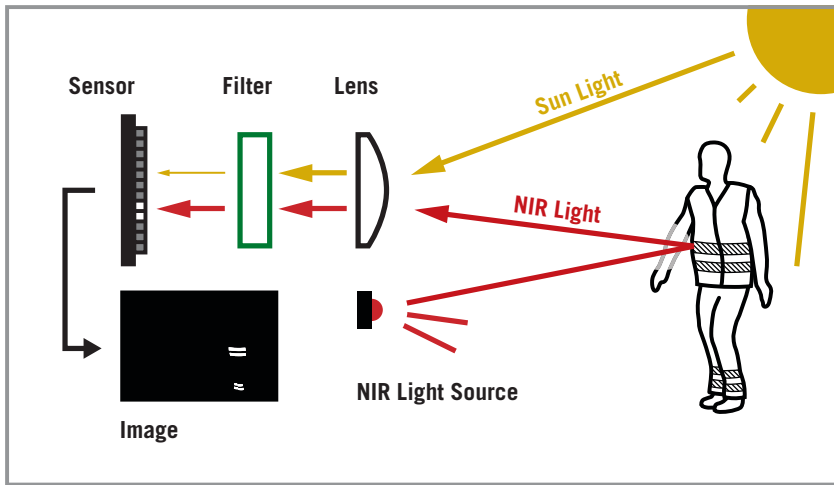 Sensor
Filter
Lens
Sun Light
NIR Light
NIR Light Source
Image